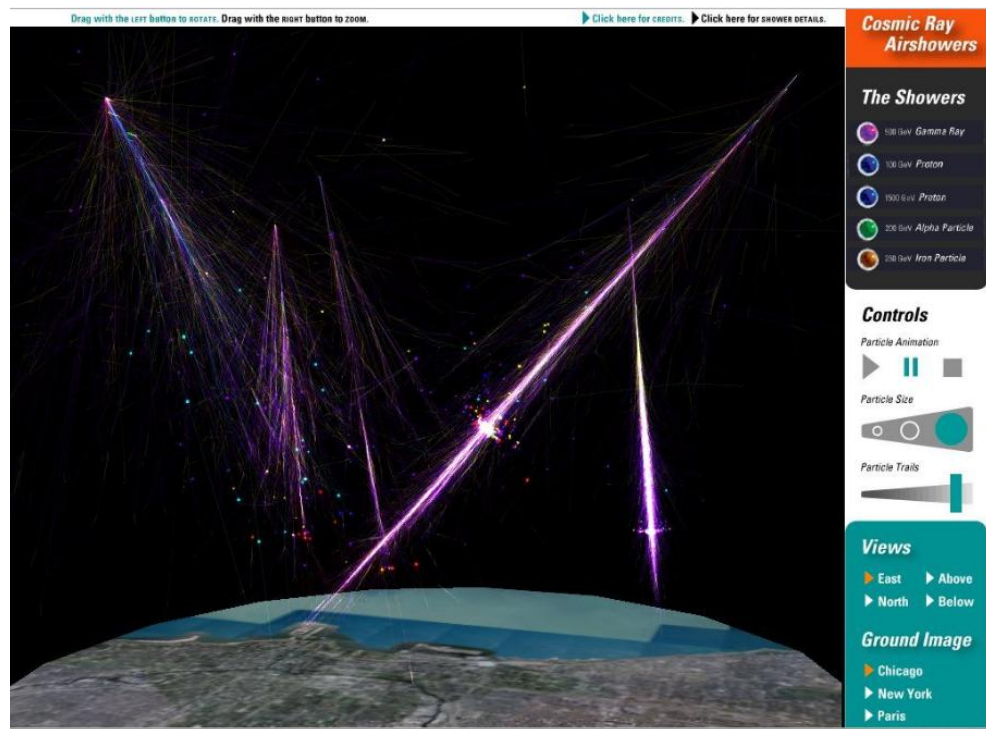 Drag with the LEFT button to ROTATE. Drag with the RIGHT button to ZOOM.
Click here for CREDITS. Click here for SHOWER DETAILS.
Cosmic Ray
Airshowers
The Showers
500 GeV Gamma Ray
100 GeV Proton
1500 GeV Proton
200 GeV Alpha Particle
250 GeV Iron Particle
Controls
Particle Animation
Particle Size
Particle Trails
Views
East Above
North Below
Ground Image
Chicago
New York
Paris